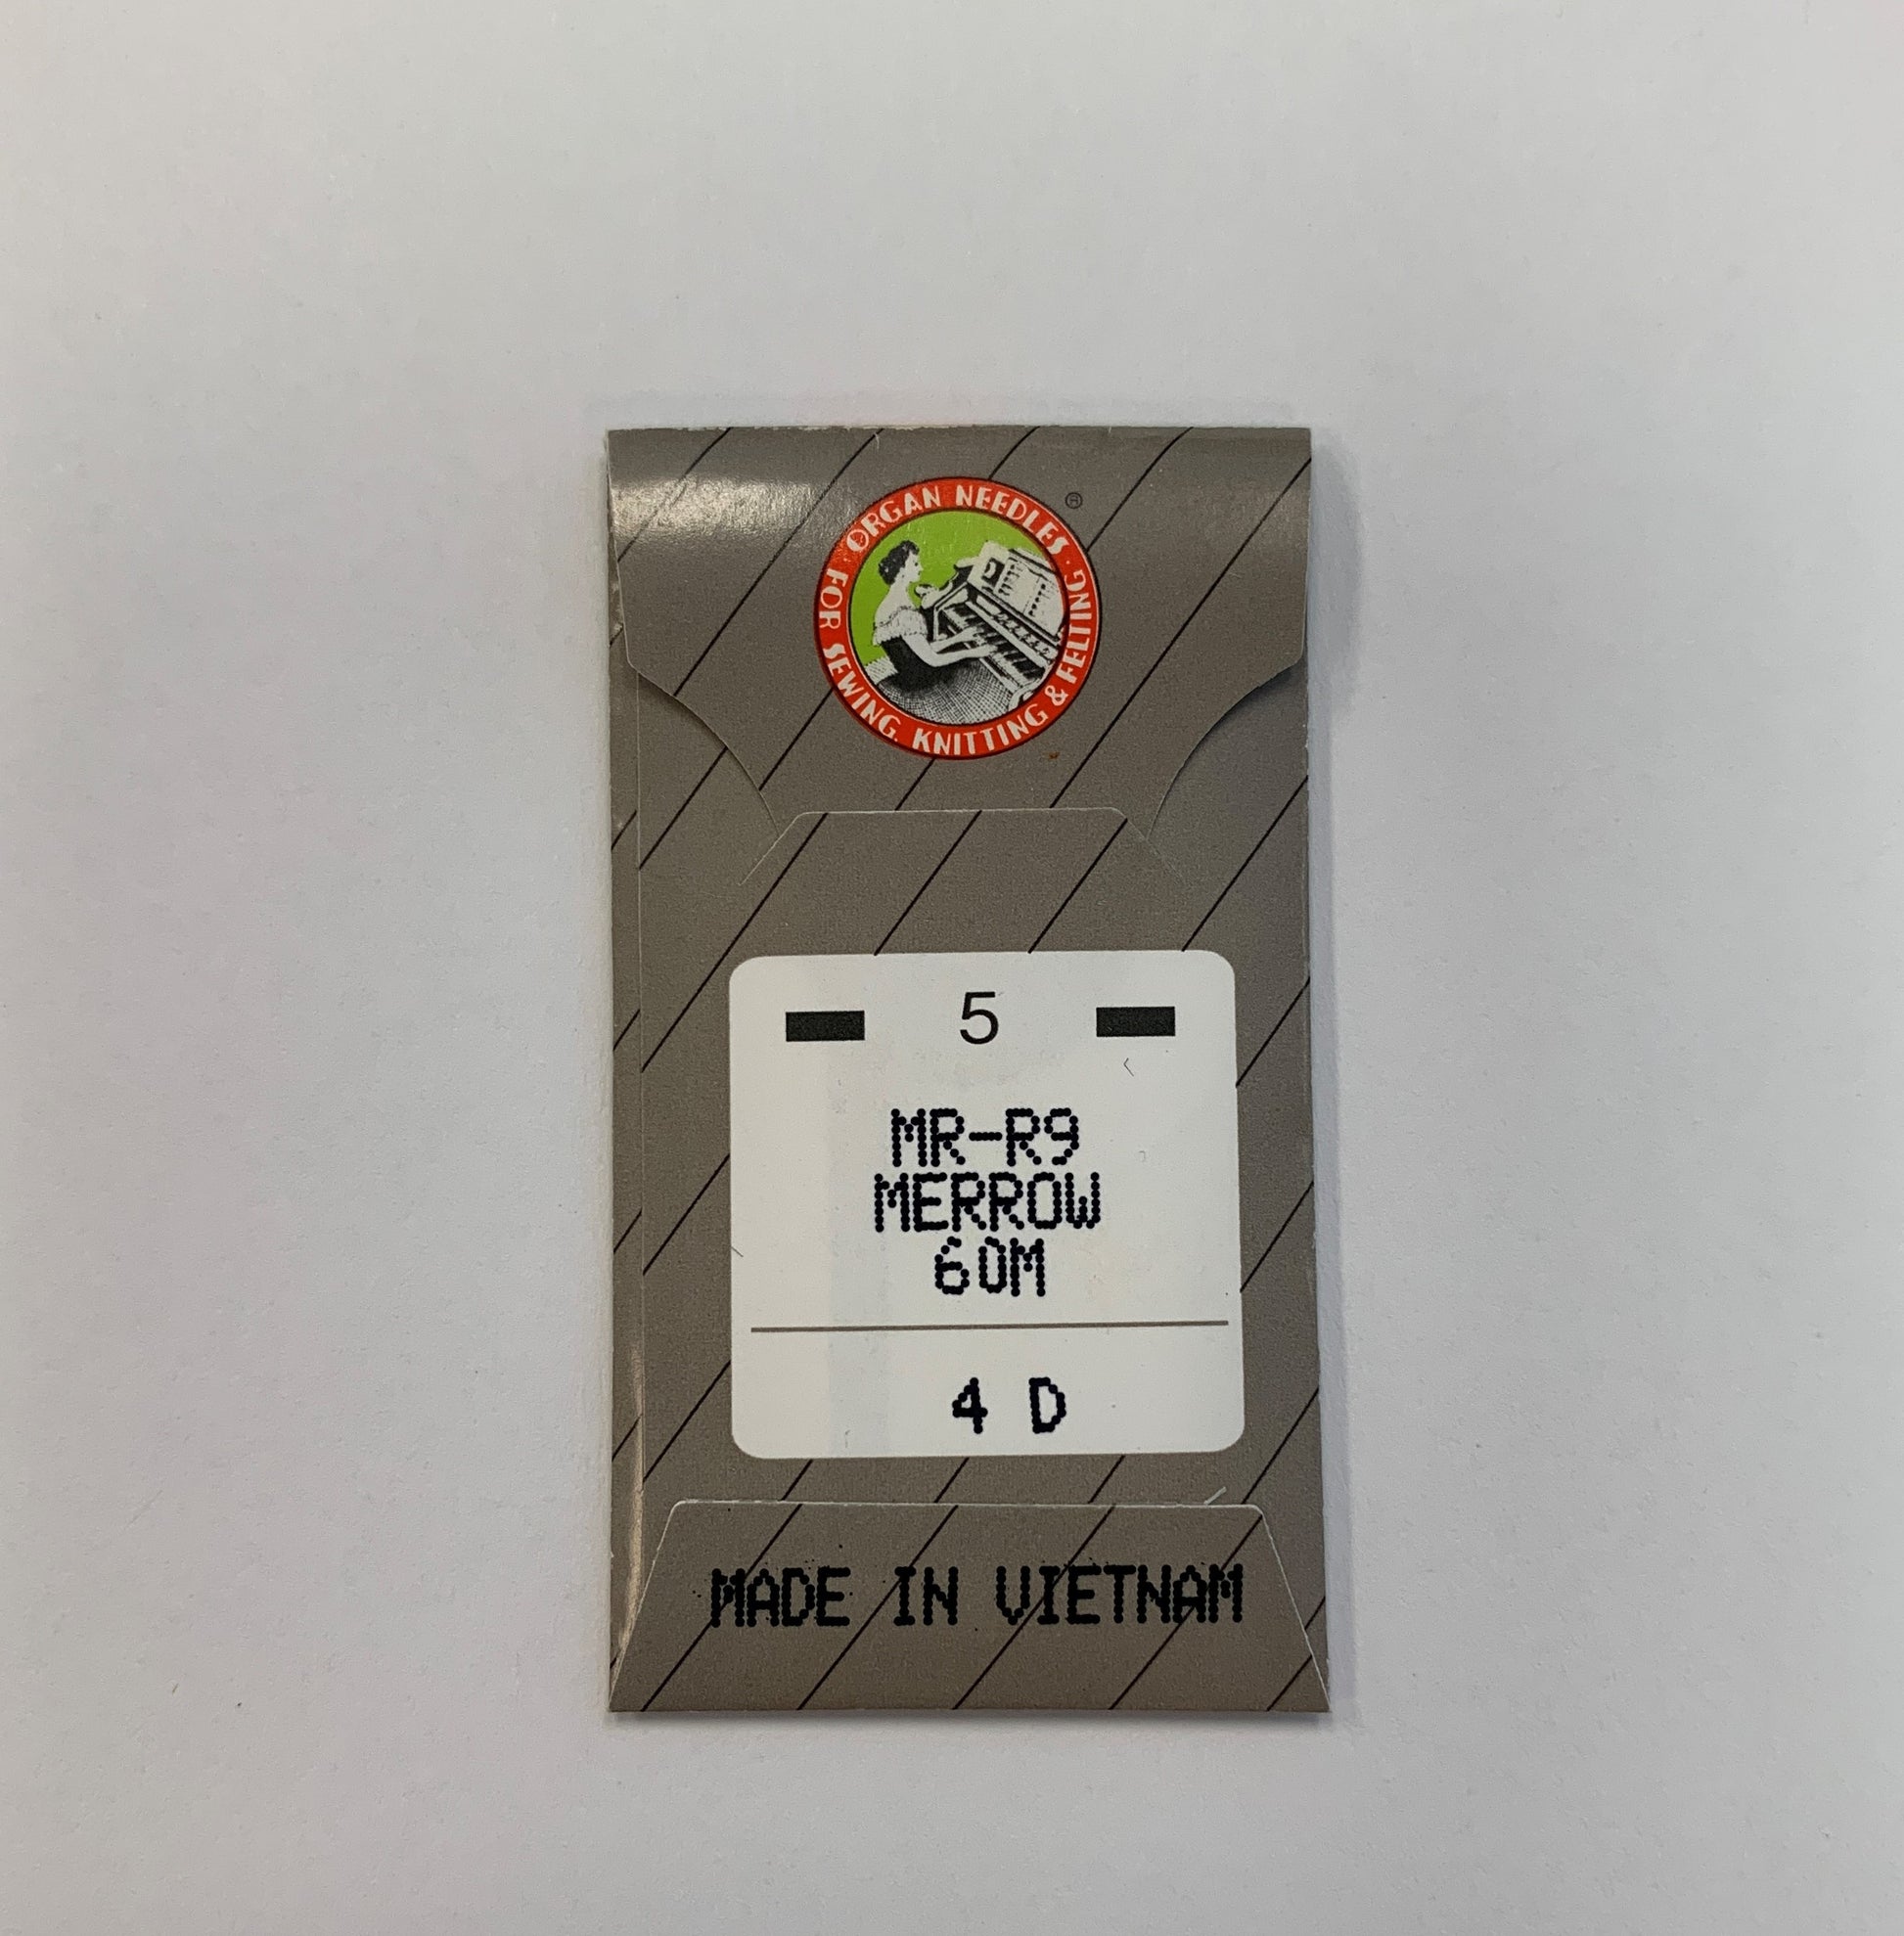 ORGAN NEEDLES · FOR SEWING, KNITTING & FELTING ·
®
5
MR-R9
MERROW
60M
4 D
MADE IN VIETNAM